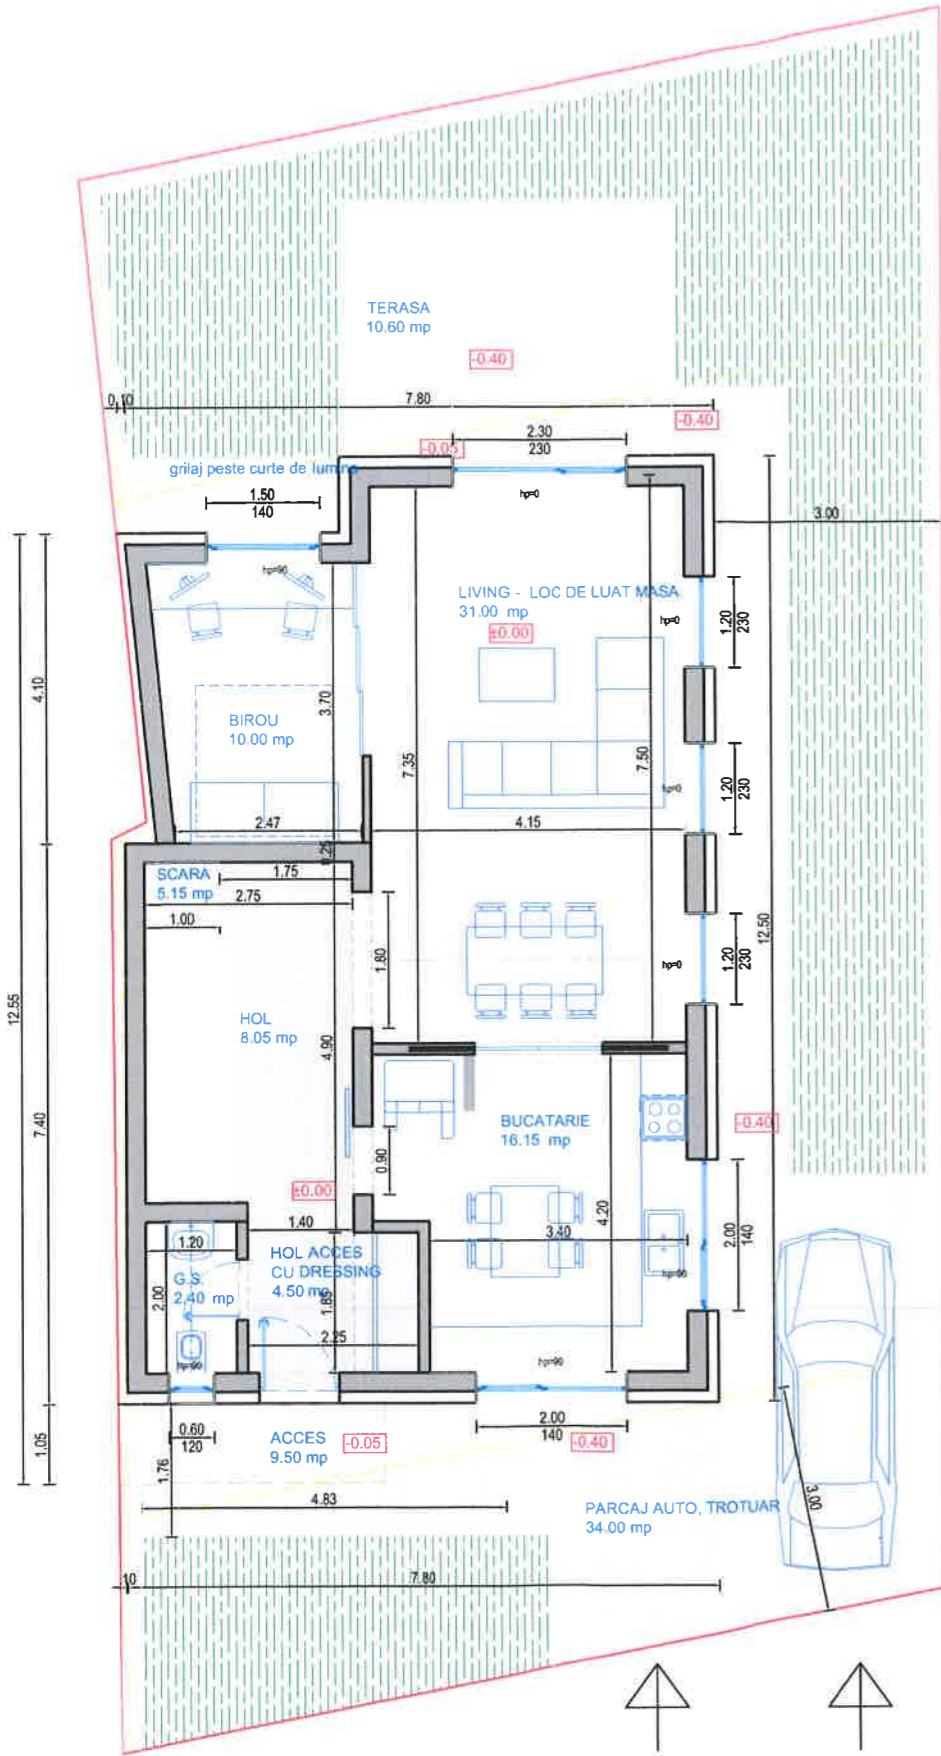 TERASA
10.60 mp
-0.40
0.10
7.80
-0.40
2.30
230
-0.05
grilaj peste curte de lumina
1.50
140
hp=0
3.00
hp=90
LIVING - LOC DE LUAT MASA
31.00 mp
±0.00
hp=0
1.20
230
4.10
3.70
BIROU
10.00 mp
7.35
7.50
hp=0
1.20
230
2.47
4.15
0.25
SCARA
5.15 mp
1.75
2.75
1.00
1.80
hp=0
1.20
230
12.50
12.55
HOL
8.05 mp
4.90
7.40
BUCATARIE
16.15 mp
-0.40
0.90
±0.00
4.20
1.40
1.20
3.40
2.00
140
HOL ACCES
CU DRESSING
4.50 mp
G.S.
2.40 mp
2.00
1.85
hp=90
2.25
hp=90
hp=90
0.60
120
ACCES
9.50 mp
-0.05
2.00
140
-0.40
1.05
1.76
4.83
PARCAJ AUTO, TROTUAR
34.00 mp
3.00
10
7.80